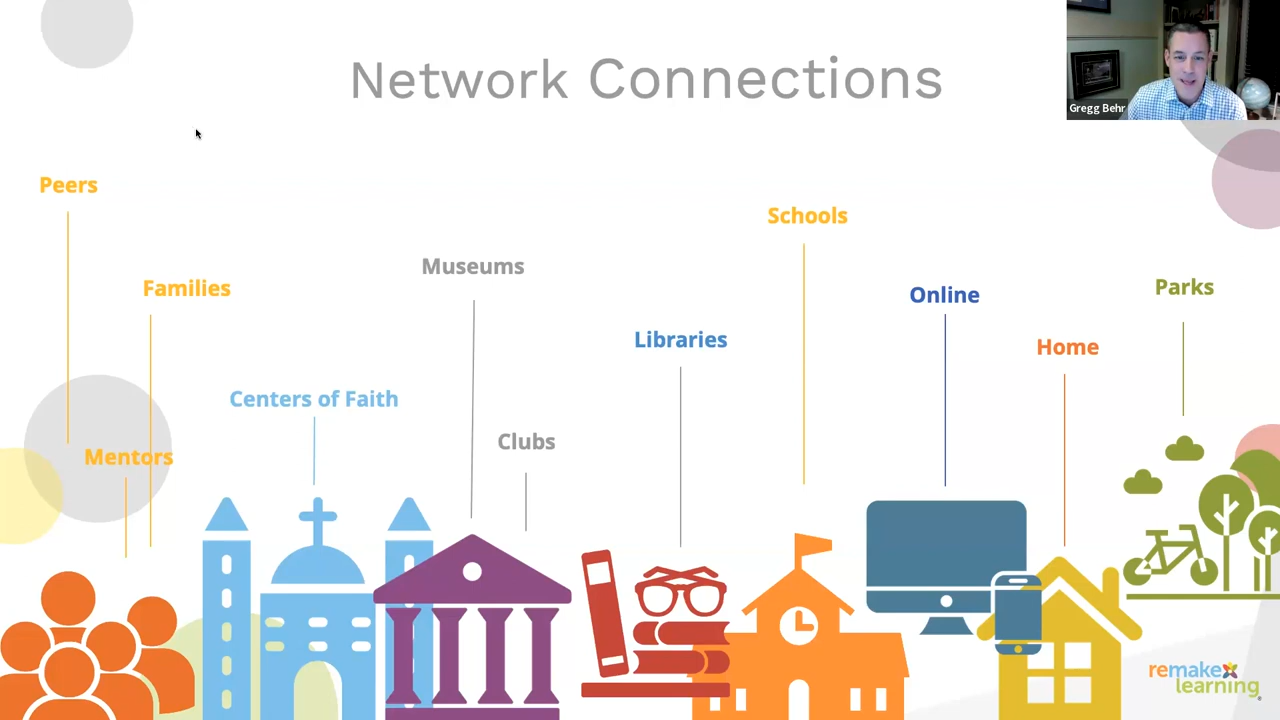 Network Connections
Gregg Behr
Peers
Schools
Museums
Families
Online
Parks
Libraries
Home
Centers of Faith
Clubs
Mentors
remake
learning